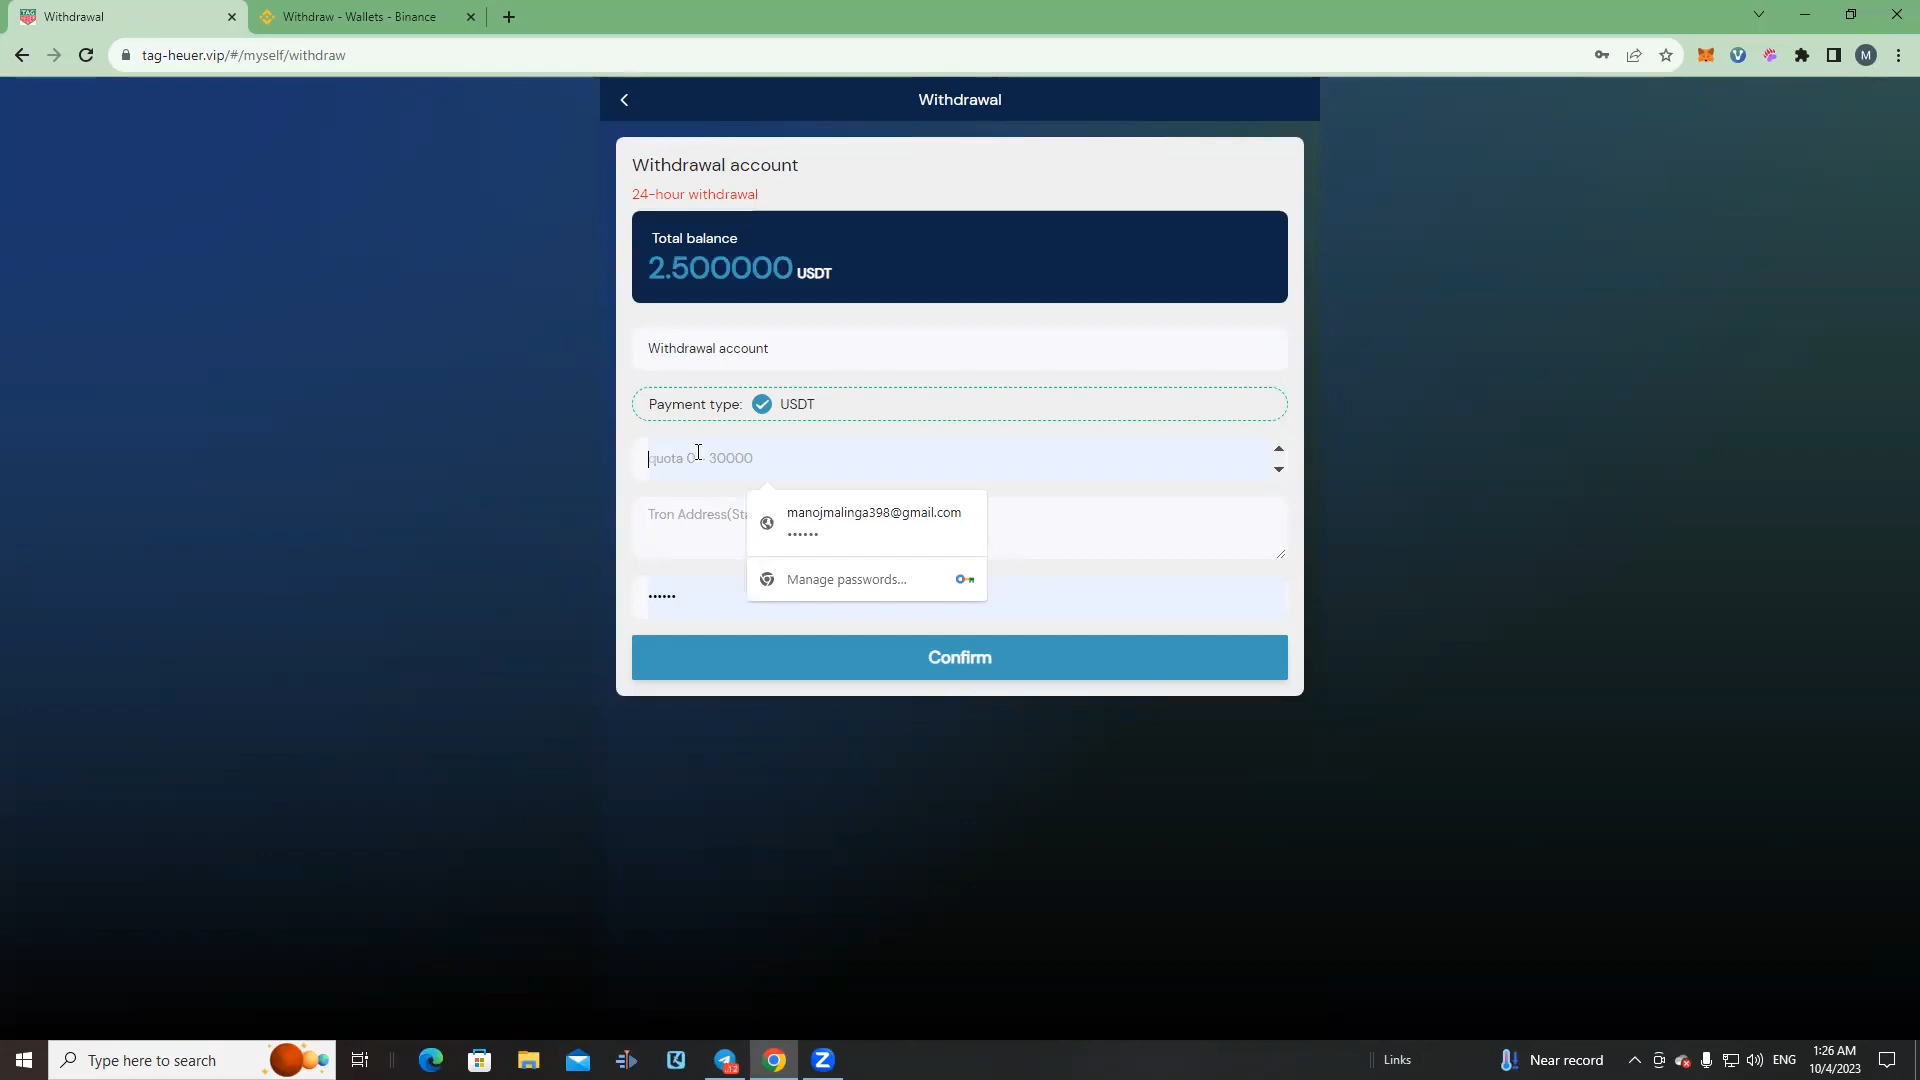 Withdrawal
Withdraw - Wallets - Binance
tag-heuer.vip/#/myself/withdraw
M
Withdrawal
Withdrawal account
24-hour withdrawal
Total balance
2.500000 USDT
Withdrawal account
Payment type: USDT
quota 0 30000
Tron Address(Sta
manojmalinga398@gmail.com
••••••
Manage passwords...
••••••
Confirm
Type here to search
12
Links
Near record
ENG
1:26 AM
10/4/2023